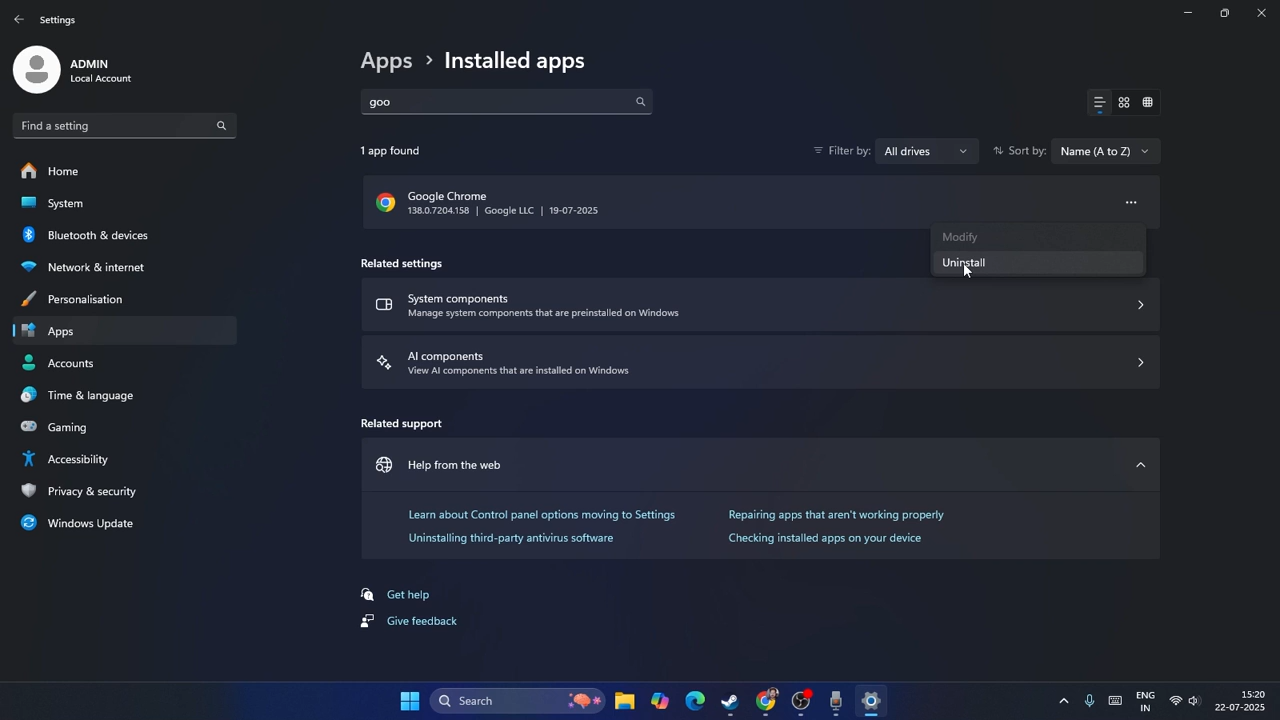 Settings
ADMIN
Local Account
Find a setting
Home
System
Bluetooth & devices
Network & internet
Personalisation
Apps
Accounts
Time & language
Gaming
Accessibility
Privacy & security
Windows Update
Apps > Installed apps
goo
1 app found
Filter by: All drives
Sort by: Name (A to Z)
Google Chrome
138.0.7204.158 | Google LLC | 19-07-2025
Modify
Uninstall
Related settings
System components
Manage system components that are preinstalled on Windows
AI components
View AI components that are installed on Windows
Related support
Help from the web
Learn about Control panel options moving to Settings
Repairing apps that aren't working properly
Uninstalling third-party antivirus software
Checking installed apps on your device
Get help
Give feedback
Search
ENG
IN
15:20
22-07-2025